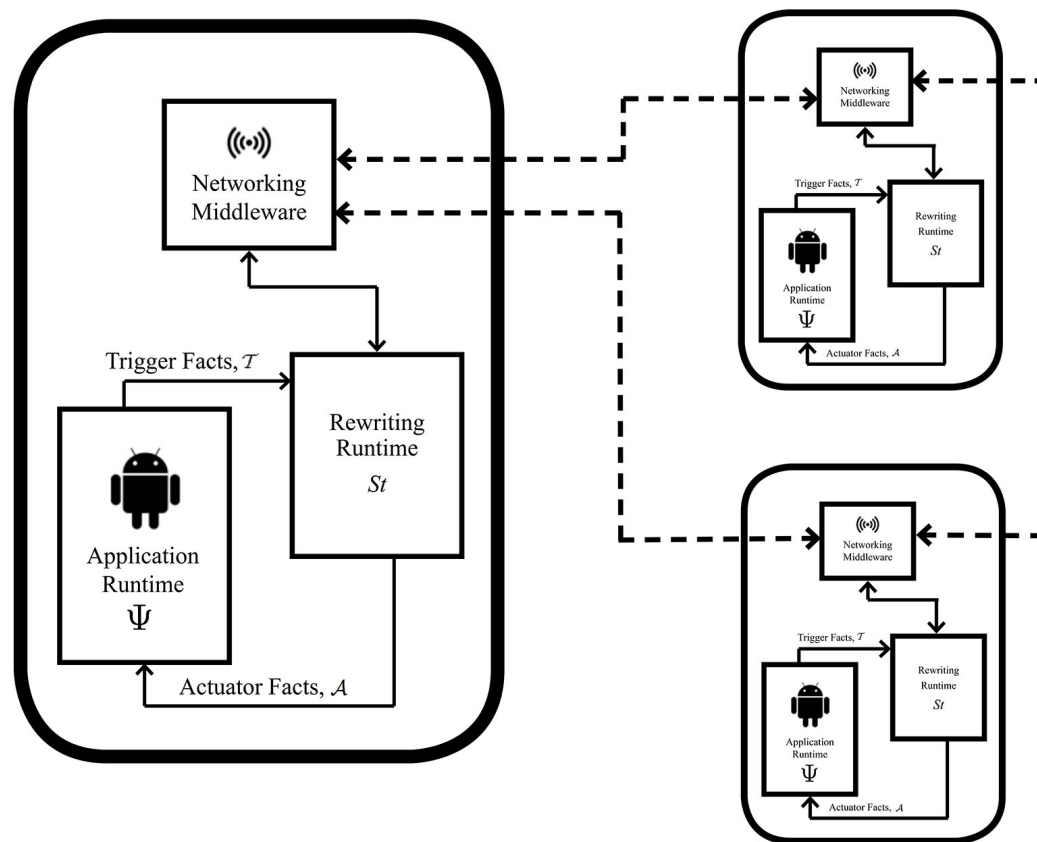 Networking
Middleware
Trigger Facts, 𝒯
Rewriting
Runtime
St
Application
Runtime
Ψ
Actuator Facts, 𝒜
Networking
Middleware
Trigger Facts, 𝒯
Rewriting
Runtime
St
Application
Runtime
Ψ
Actuator Facts, 𝒜
Networking
Middleware
Trigger Facts, 𝒯
Rewriting
Runtime
St
Application
Runtime
Ψ
Actuator Facts, 𝒜